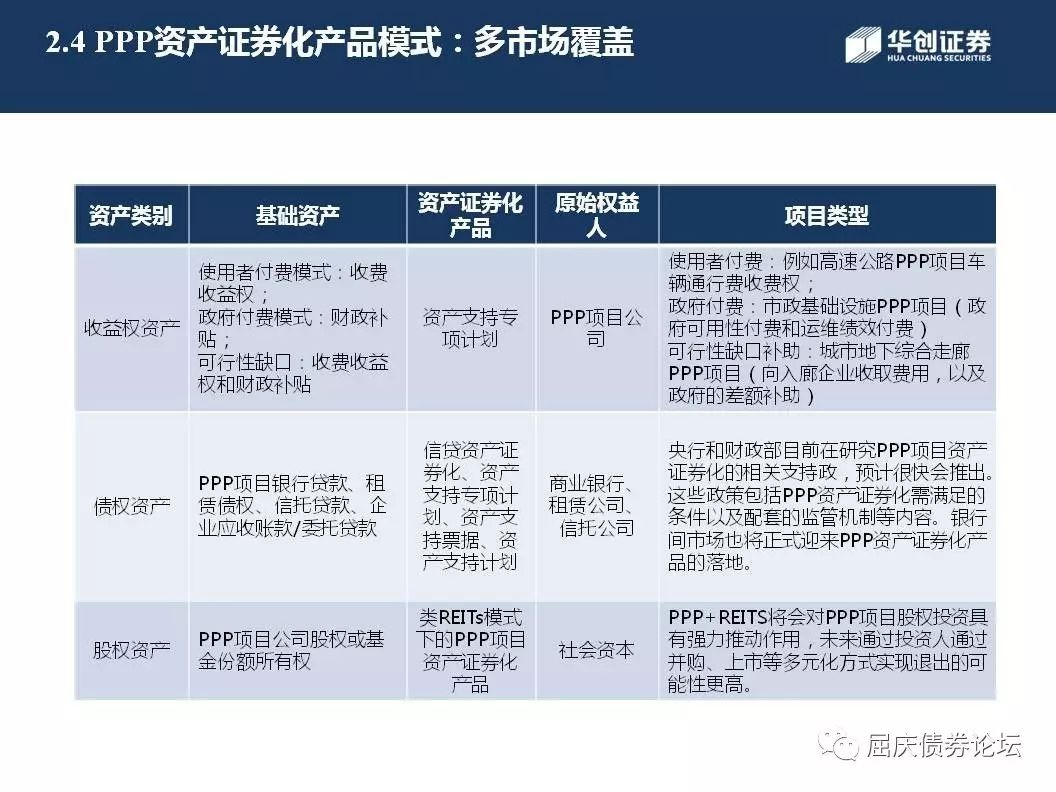 2.4 PPP资产证券化产品模式：多市场覆盖
华创证券
HUA CHUANG SECURITIES
资产类别
基础资产
资产证券化
产品
原始权益
人
项目类型
收益权资产
使用者付费模式：收费
收益权；
政府付费模式：财政补
贴；
可行性缺口：收费收益
权和财政补贴
资产支持专
项计划
PPP项目公
司
使用者付费：例如高速公路PPP项目车
辆通行费收费权；
政府付费：市政基础设施PPP项目（政
府可用性付费和运维绩效付费）
可行性缺口补助：城市地下综合走廊
PPP项目（向入廊企业收取费用，以及
政府的差额补助）
债权资产
PPP项目银行贷款、租
赁债权、信托贷款、企
业应收账款/委托贷款
信贷资产证
券化、资产
支持专项计
划、资产支
持票据、资
产支持计划
商业银行、
租赁公司、
信托公司
央行和财政部目前在研究PPP项目资产
证券化的相关支持政，预计很快会推出。
这些政策包括PPP资产证券化需满足的
条件以及配套的监管机制等内容。银行
间市场也将正式迎来PPP资产证券化产
品的落地。
股权资产
PPP项目公司股权或基
金份额所有权
类REITs模式
下的PPP项目
资产证券化
产品
社会资本
PPP+REITS将会对PPP项目股权投资具
有强力推动作用，未来通过投资人通过
并购、上市等多元化方式实现退出的可
能性更高。
屈庆债券论坛